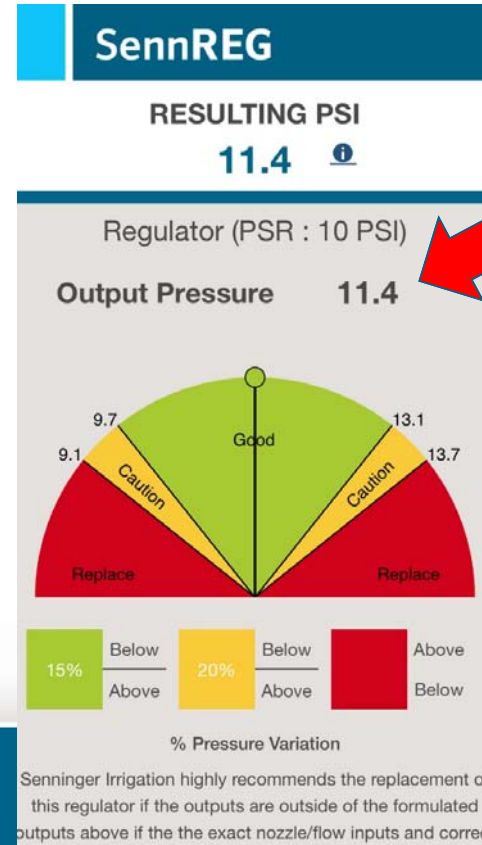 SennREG
RESULTING PSI
11.4 i
Regulator (PSR : 10 PSI)
Output Pressure 11.4
9.7 13.1
9.1 13.7
Good
Caution Caution
Replace Replace
15% Below Above 20% Below Above Above Below
% Pressure Variation
Senninger Irrigation highly recommends the replacement o
this regulator if the outputs are outside of the formulated
outputs above if the the exact nozzle/flow inputs and correc